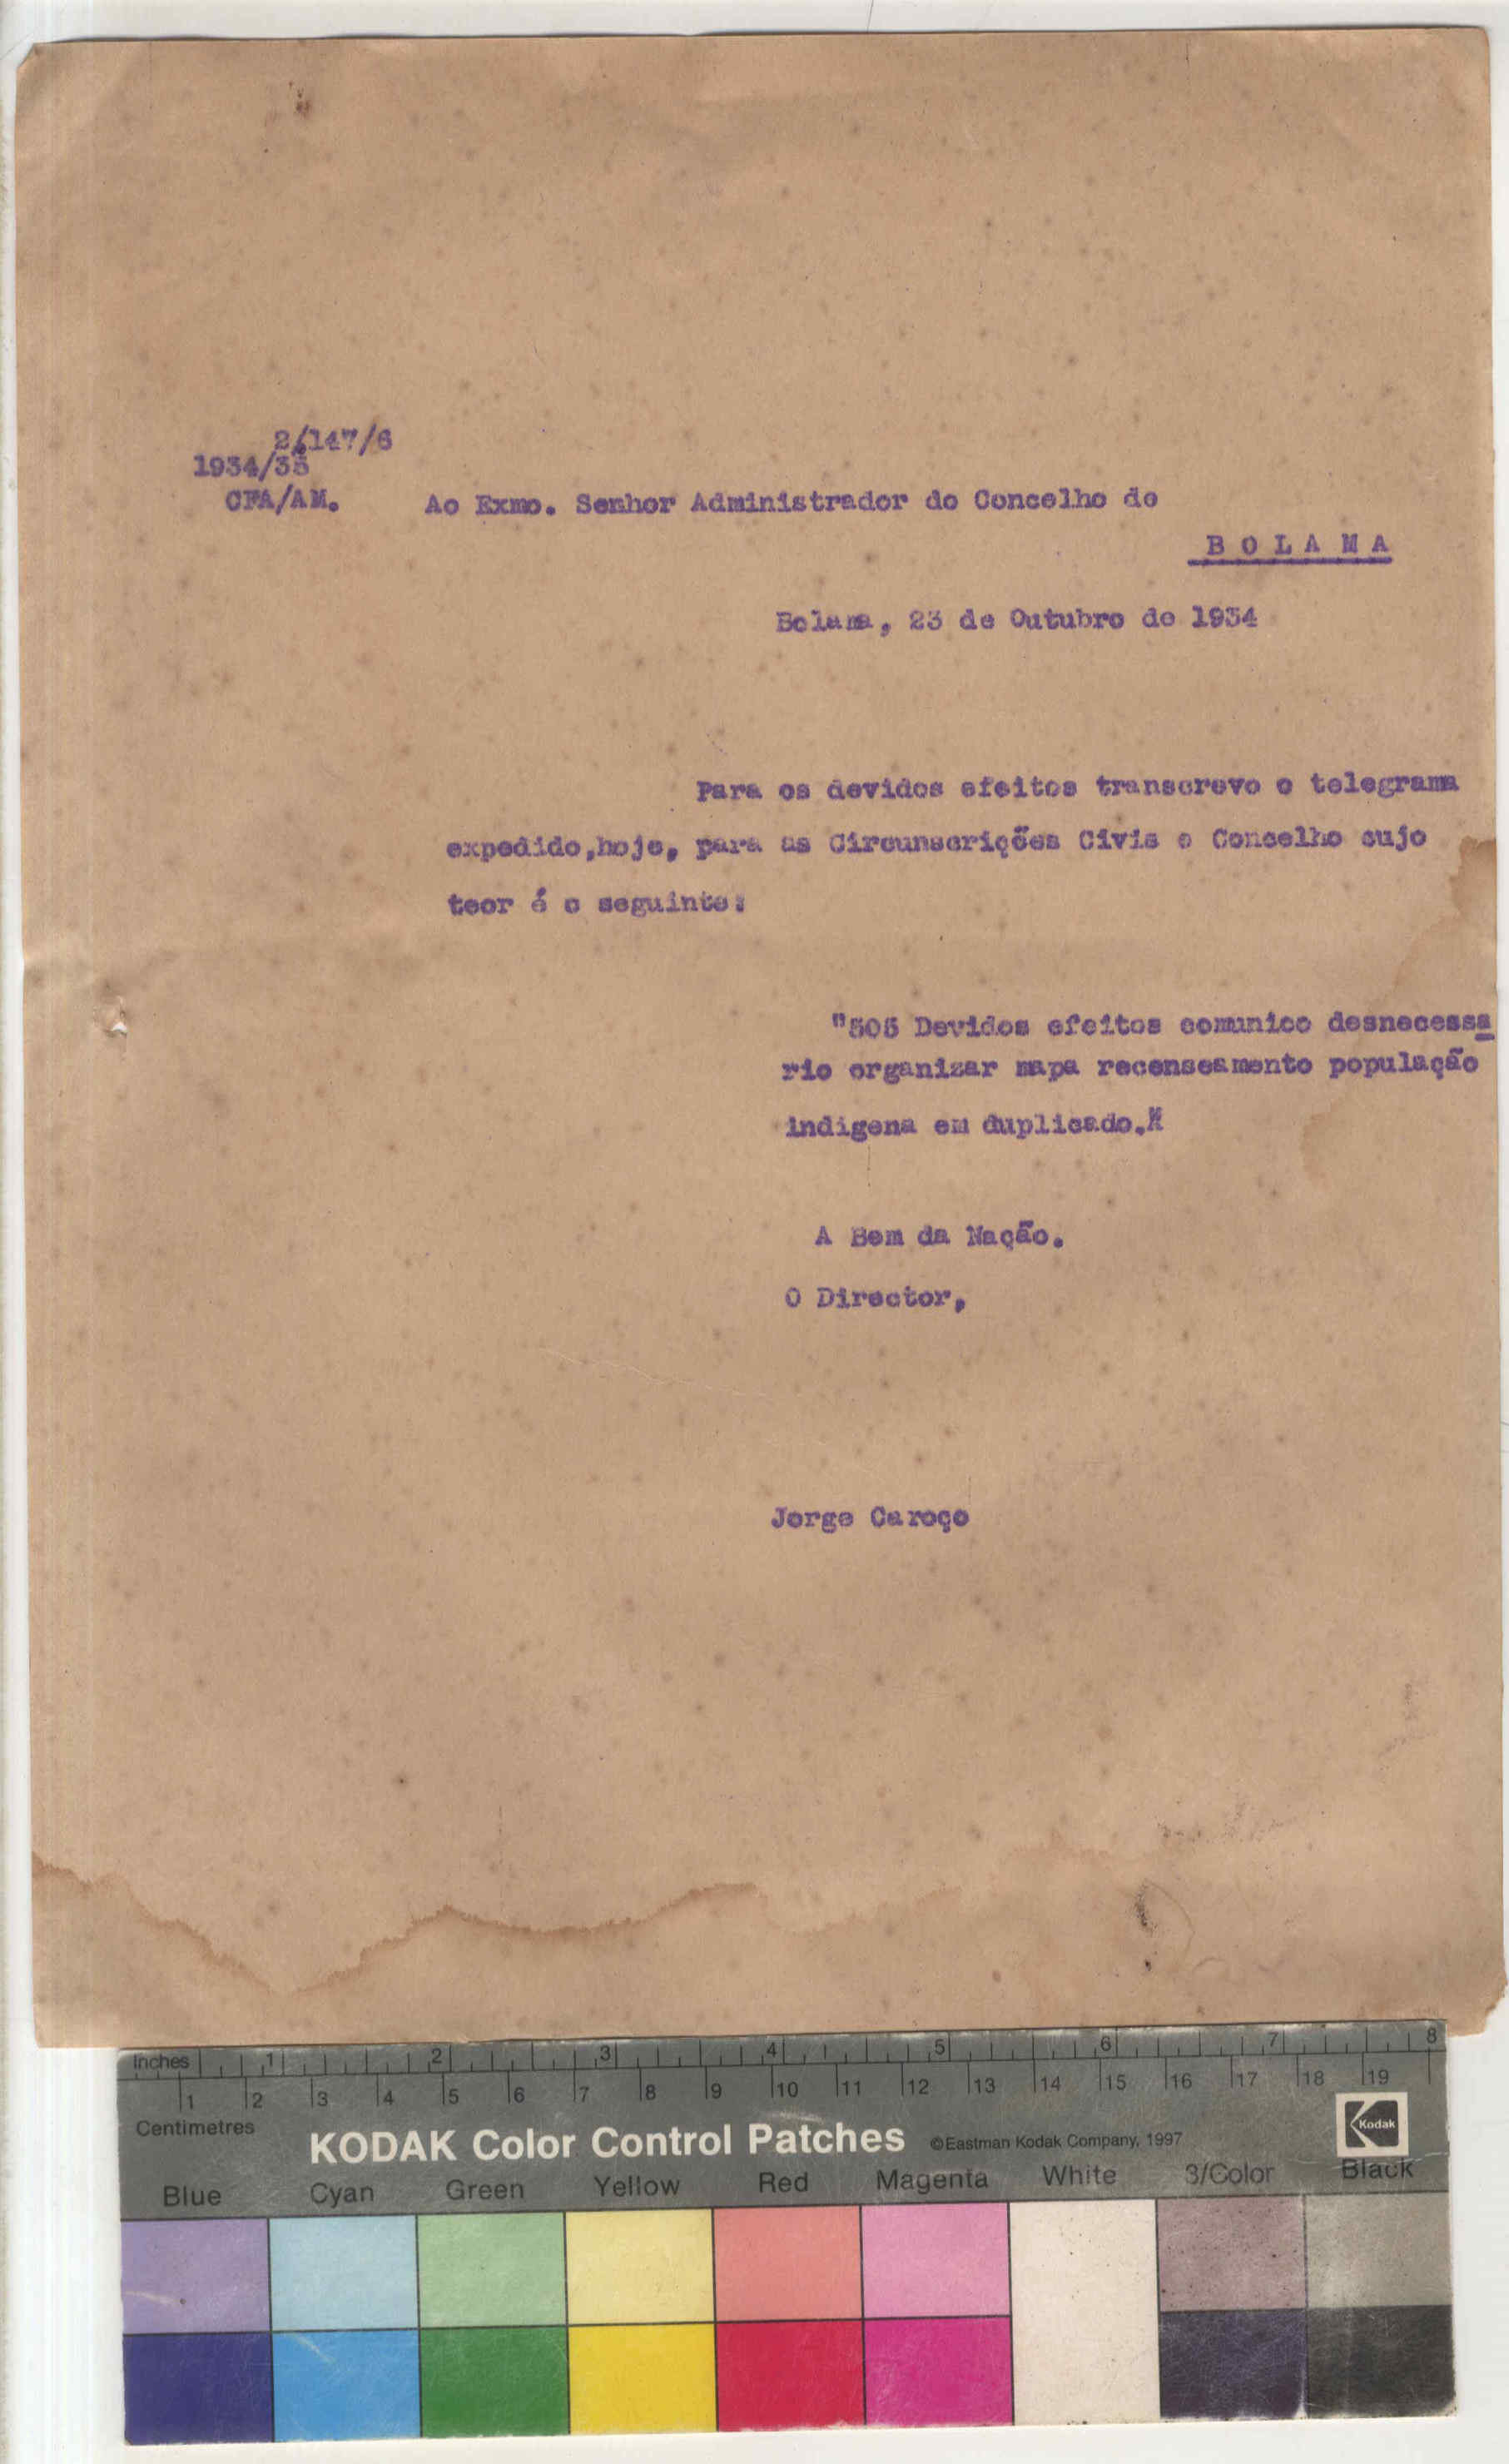 2/147/6
1934/35
CFA/AM.
Ao Exmo. Senhor Administrador do Concelho de
B O L A M A
Bolama, 23 de Outubro de 1934
Para os devidos efeitos transcrevo o telegrama
expedido,hoje, para as Circunscrições Civis e Concelho cujo
teor é o seguinte:
"505 Devidos efeitos comunico desnecessa
rio organizar mapa recenseamento população
indigena em duplicado."
A Bem da Nação.
O Director,
Jorge Caroço
Inches 1 2 3 4 5 6 7 8
1 2 3 4 5 6 7 8 9 10 11 12 13 14 15 16 17 18 19
Centimetres
KODAK Color Control Patches ©Eastman Kodak Company, 1997 Kodak
Blue Cyan Green Yellow Red Magenta White 3/Color Black